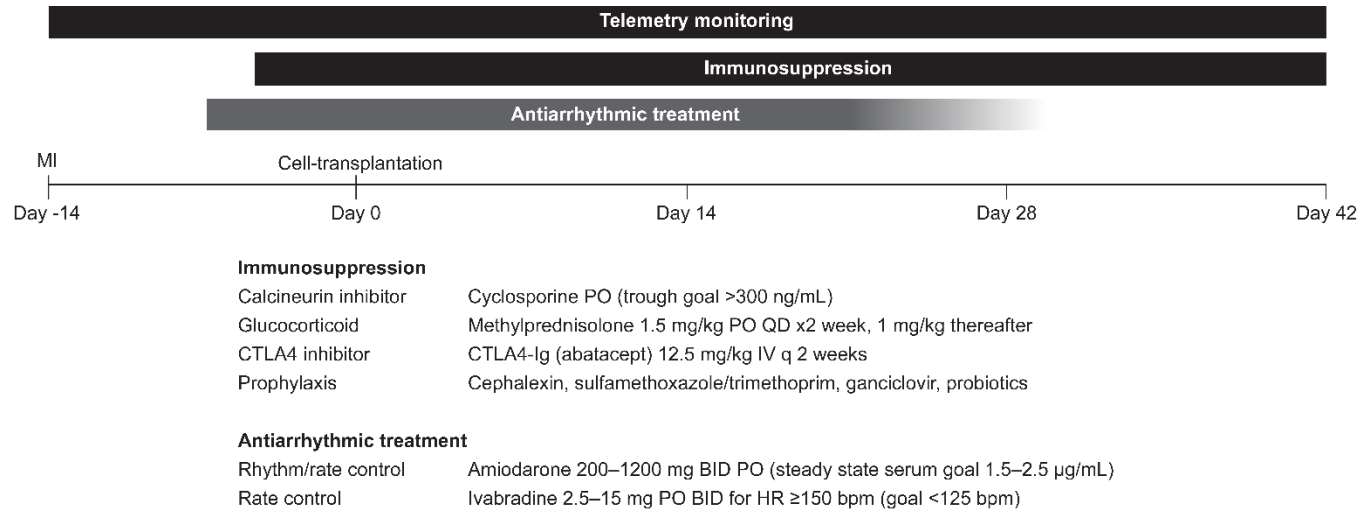 Telemetry monitoring
Immunosuppression
Antiarrhythmic treatment
MI
Cell-transplantation
Day -14
Day 0
Day 14
Day 28
Day 42
Immunosuppression
Calcineurin inhibitor Cyclosporine PO (trough goal >300 ng/mL)
Glucocorticoid Methylprednisolone 1.5 mg/kg PO QD x2 week, 1 mg/kg thereafter
CTLA4 inhibitor CTLA4-Ig (abatacept) 12.5 mg/kg IV q 2 weeks
Prophylaxis Cephalexin, sulfamethoxazole/trimethoprim, ganciclovir, probiotics
Antiarrhythmic treatment
Rhythm/rate control Amiodarone 200–1200 mg BID PO (steady state serum goal 1.5–2.5 μg/mL)
Rate control Ivabradine 2.5–15 mg PO BID for HR ≥150 bpm (goal <125 bpm)